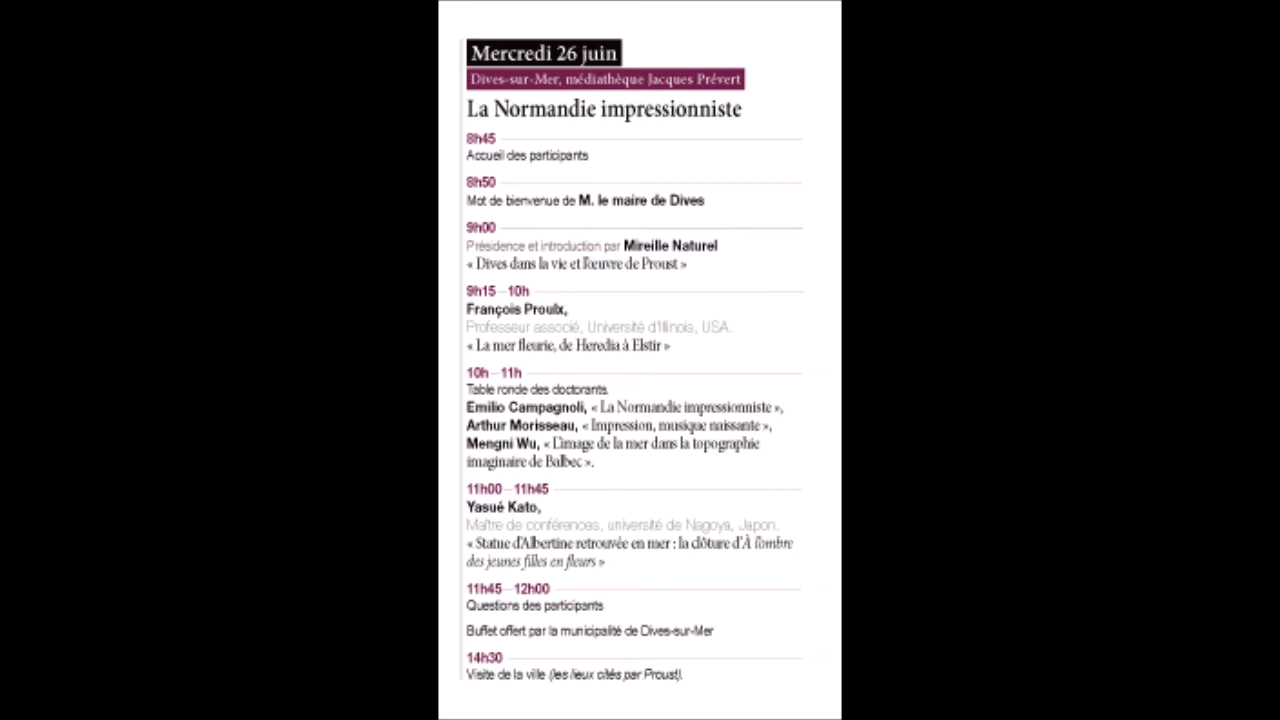 Mercredi 26 juin
Dives-sur-Mer, médiathèque Jacques Prévert
La Normandie impressionniste
8h45
Accueil des participants
8h50
Mot de bienvenue de M. le maire de Dives
9h00
Présidence et introduction par Mireille Naturel
« Dives dans la vie et l'œuvre de Proust »
9h15 – 10h
François Proulx,
Professeur associé, Université d'Illinois, USA.
« La mer fleurie, de Heredia à Elstir »
10h – 11h
Table ronde des doctorants.
Emilio Campagnoli, « La Normandie impressionniste »,
Arthur Morisseau, « Impression, musique naissante »,
Mengni Wu, « L'image de la mer dans la topographie
imaginaire de Balbec ».
11h00 – 11h45
Yasué Kato,
Maître de conférences, université de Nagoya, Japon.
« Statue d'Albertine retrouvée en mer : la clôture d'À l'ombre
des jeunes filles en fleurs »
11h45 – 12h00
Questions des participants
Buffet offert par la municipalité de Dives-sur-Mer
14h30
Visite de la ville (les lieux cités par Proust).